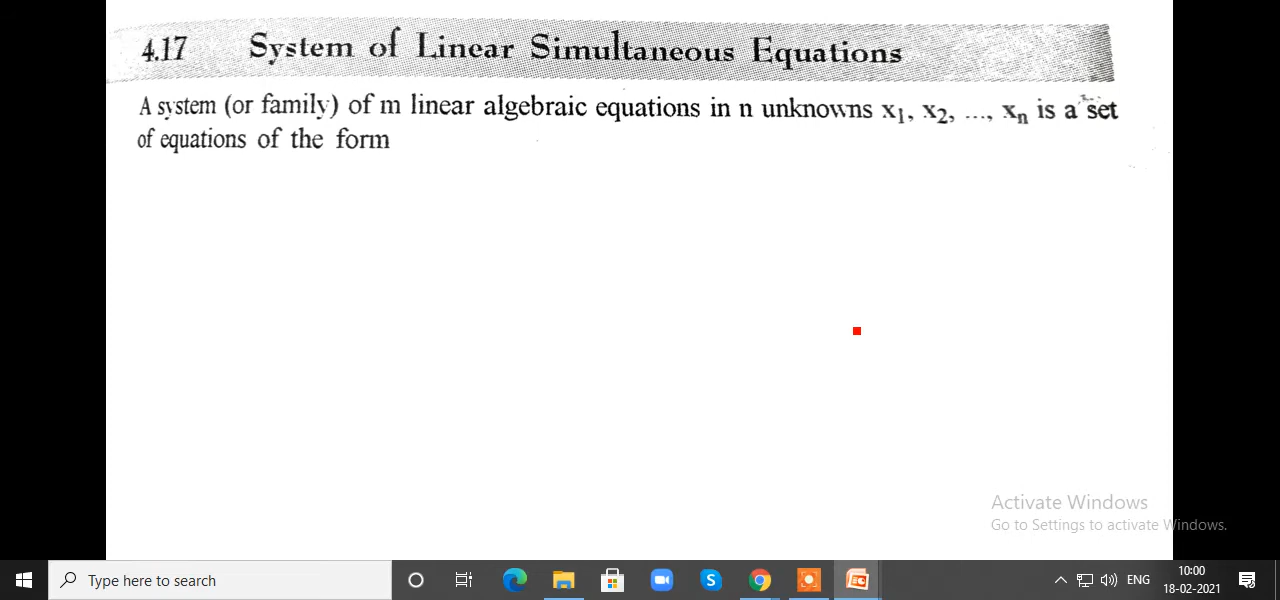 4.17 System of Linear Simultaneous Equations
A system (or family) of m linear algebraic equations in n unknowns x₁, x₂, ..., xₙ is a set
of equations of the form
Activate Windows
Go to Settings to activate Windows.
Type here to search
ENG
10:00
18-02-2021